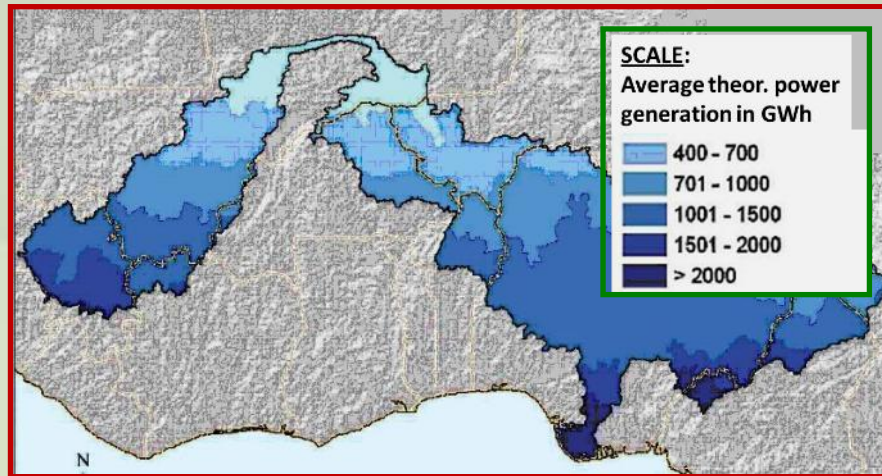 SCALE:
Average theor. power
generation in GWh
400 - 700
701 - 1000
1001 - 1500
1501 - 2000
> 2000
N